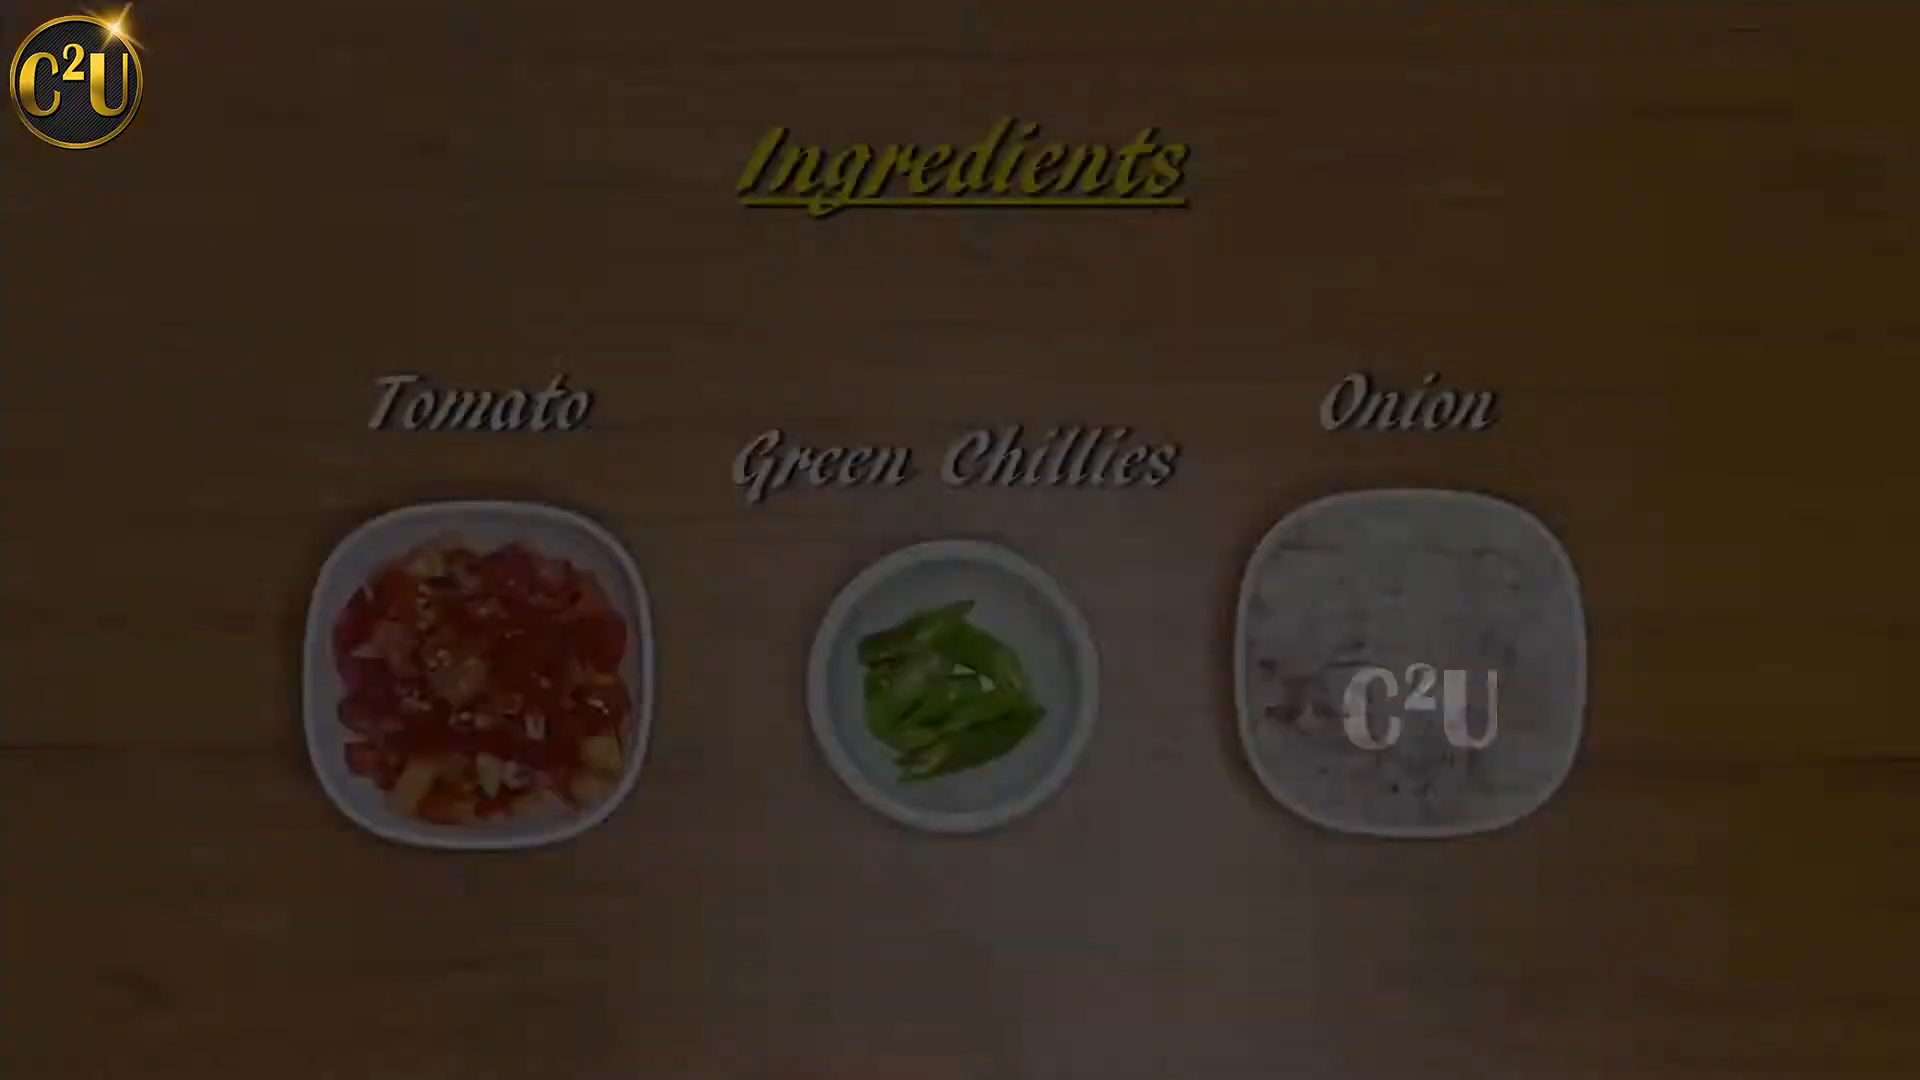 C²U
Ingredients
Tomato
Green Chillies
Onion
C²U